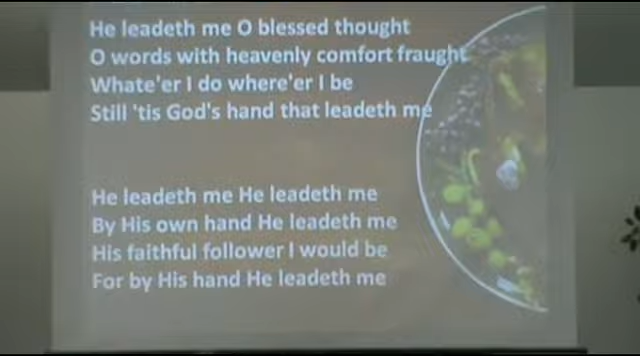 He leadeth me O blessed thought
O words with heavenly comfort fraught
Whate'er I do where'er I be
Still 'tis God's hand that leadeth me
He leadeth me He leadeth me
By His own hand He leadeth me
His faithful follower I would be
For by His hand He leadeth me